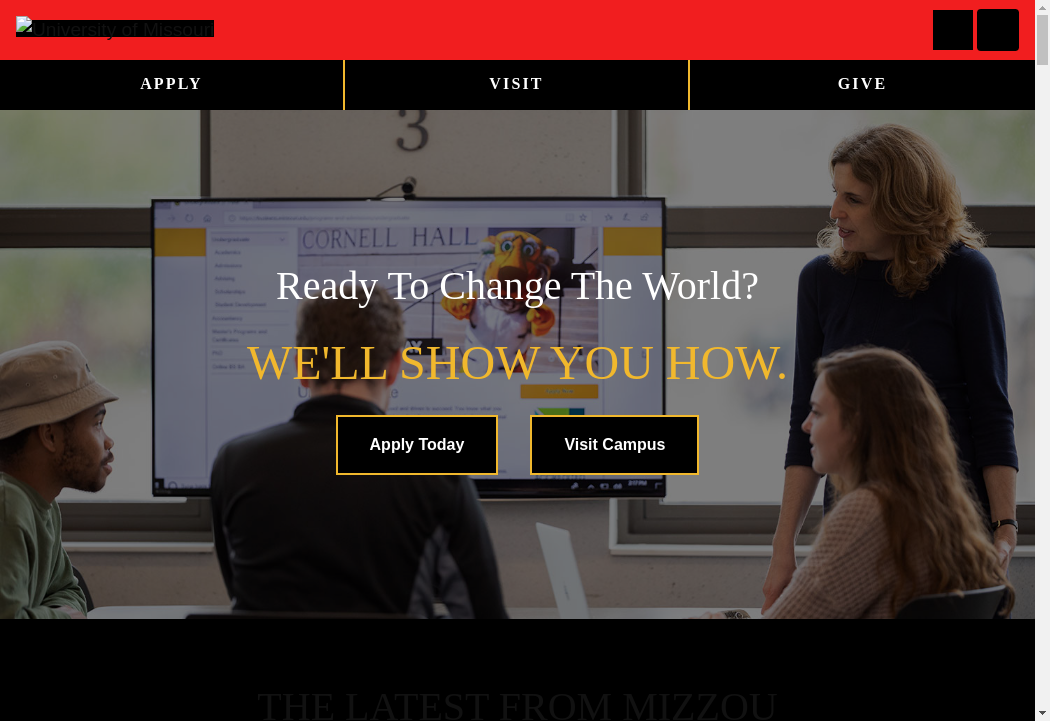 University of Missouri
APPLY
VISIT
GIVE
3
CORNELL HALL
Ready To Change The World?
WE'LL SHOW YOU HOW.
Apply Today
Visit Campus
THE LATEST FROM MIZZOU